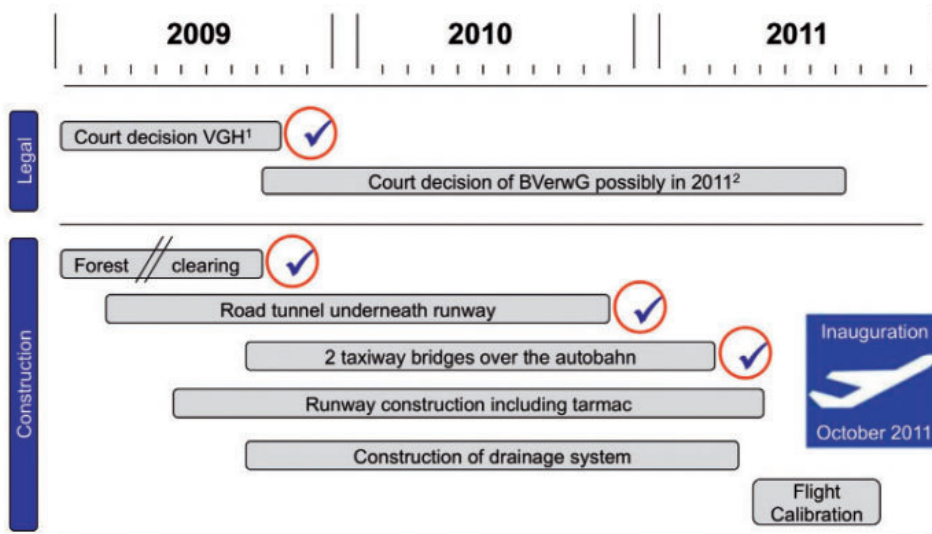 2009
2010
2011
Legal
Court decision VGH¹
Court decision of BVerwG possibly in 2011²
Construction
Forest clearing
Road tunnel underneath runway
2 taxiway bridges over the autobahn
Runway construction including tarmac
Construction of drainage system
Flight
Calibration
Inauguration
October 2011